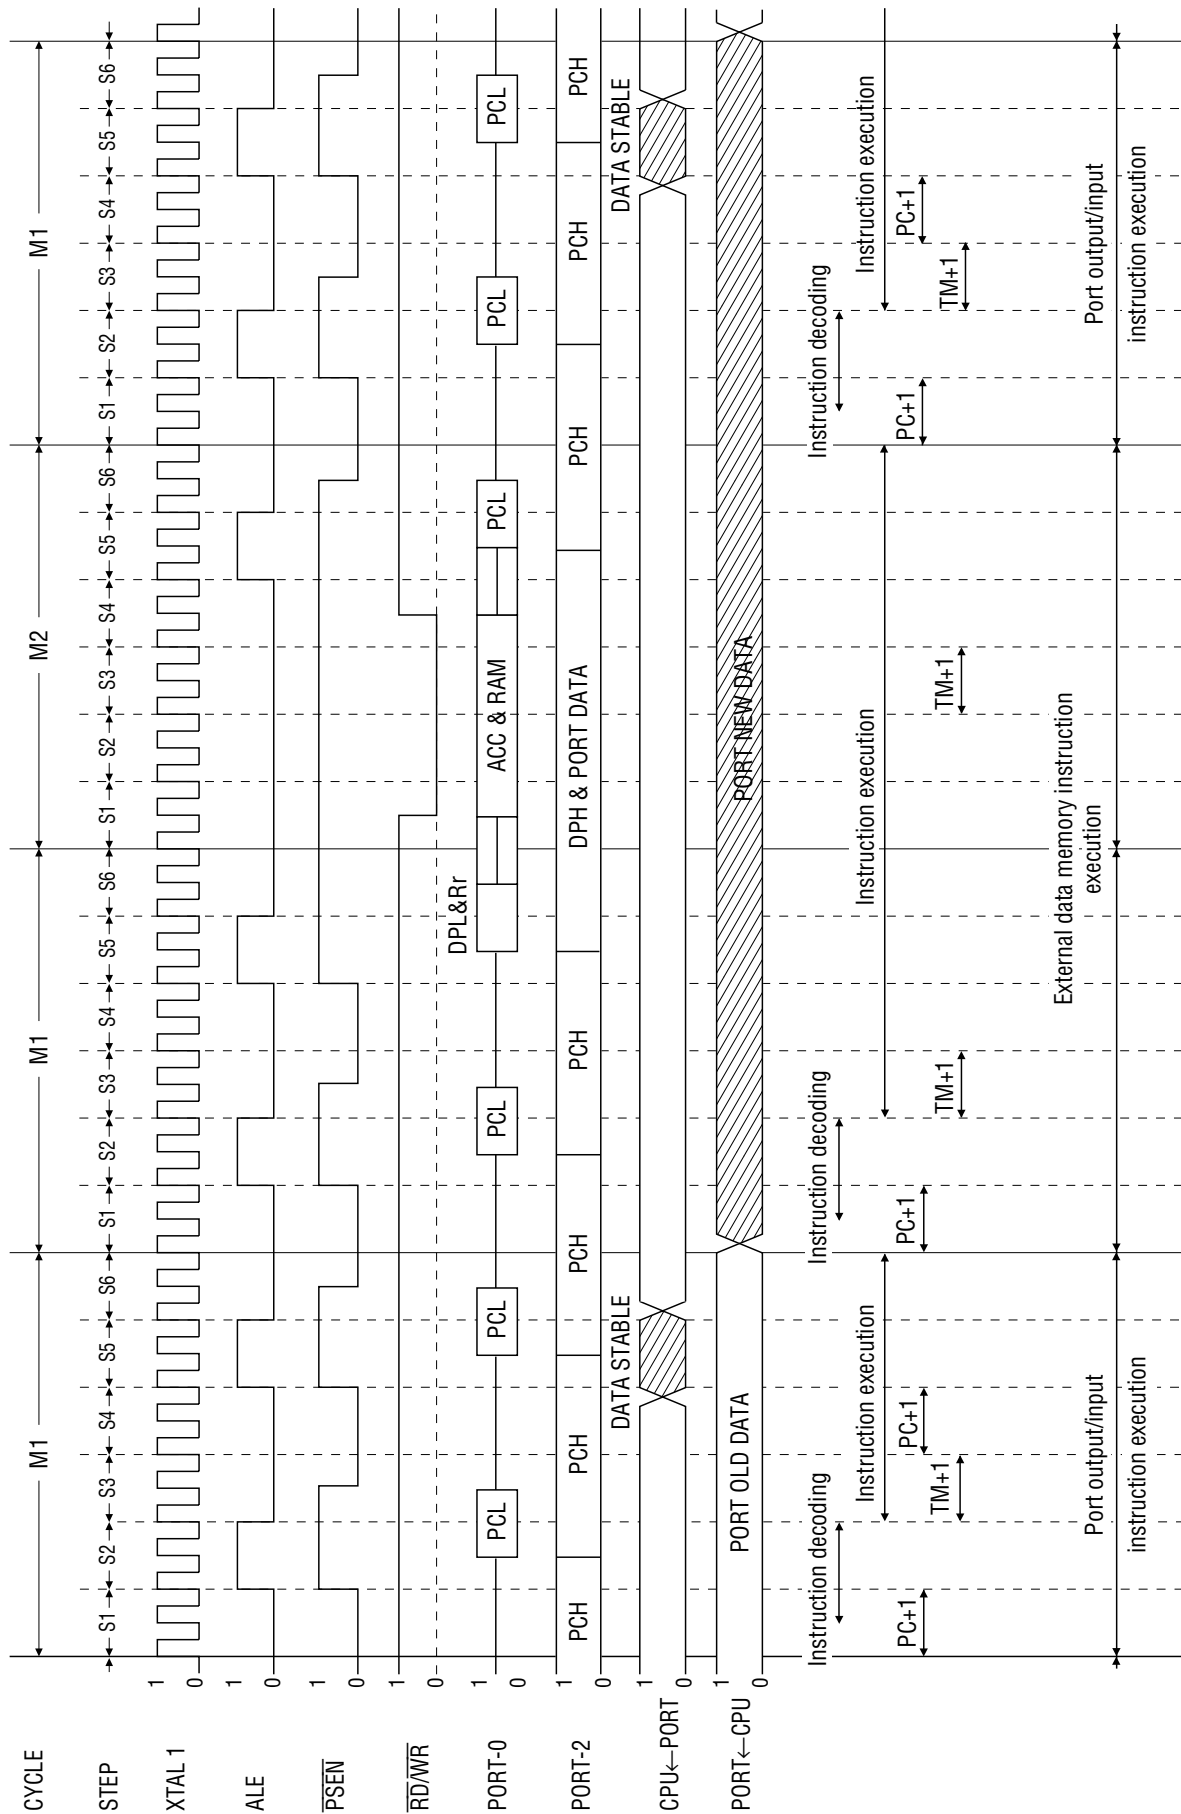 CYCLE M1 M1 M2 M1
STEP S1 S2 S3 S4 S5 S6 S1 S2 S3 S4 S5 S6 S1 S2 S3 S4 S5 S6 S1 S2 S3 S4 S5 S6
XTAL 1 1 0
ALE 1 0
PSEN 1 0
RD/WR 1 0
DPL&Rr
PORT-0 1 0 PCL PCL PCL ACC & RAM PCL PCL PCL
PORT-2 1 0 PCH PCH PCH PCH DPH & PORT DATA PCH PCH PCH
DATA STABLE DATA STABLE
CPU←PORT 1 0
PORT←CPU 1 0 PORT OLD DATA PORT NEW DATA
Instruction decoding Instruction decoding Instruction decoding
Instruction execution Instruction execution Instruction execution
PC+1 PC+1 PC+1 PC+1 PC+1
TM+1 TM+1 TM+1 TM+1
Port output/input
instruction execution
External data memory instruction
execution
Port output/input
instruction execution